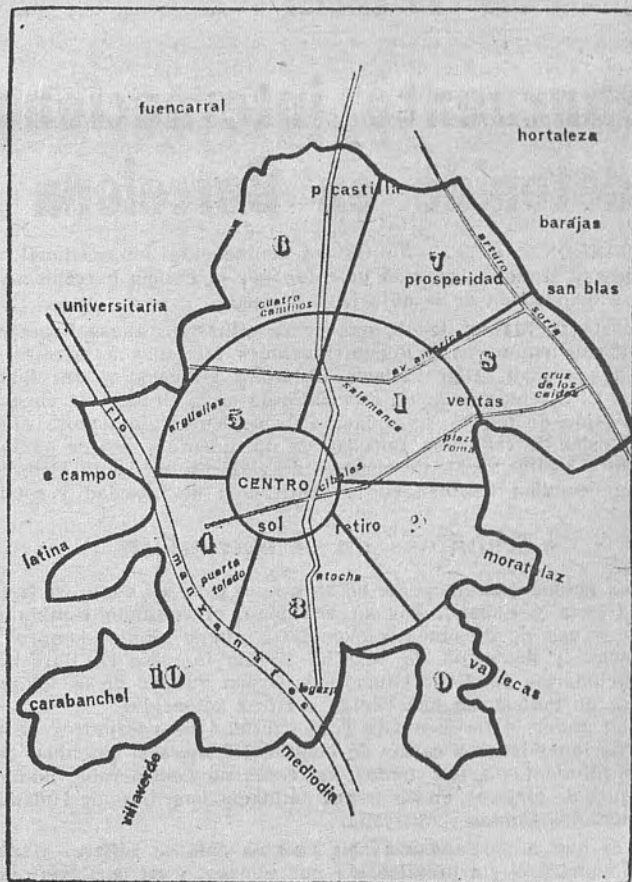 fuencarral
hortaleza
p.castilla
barajas
6
7
arturo
prosperidad
san blas
universitaria
cuatro
caminos
soria
av. america
s
rio
salamanca
1
cruz
de los
caidos
argüelles
5
ventas
plaza
roma
e campo
CENTRO
cibeles
sol
retiro
2
latina
4
puerta
toledo
atocha
moratalaz
manzanares
8
10
9
vallecas
carabanchel
legazpi
villaverde
mediodia